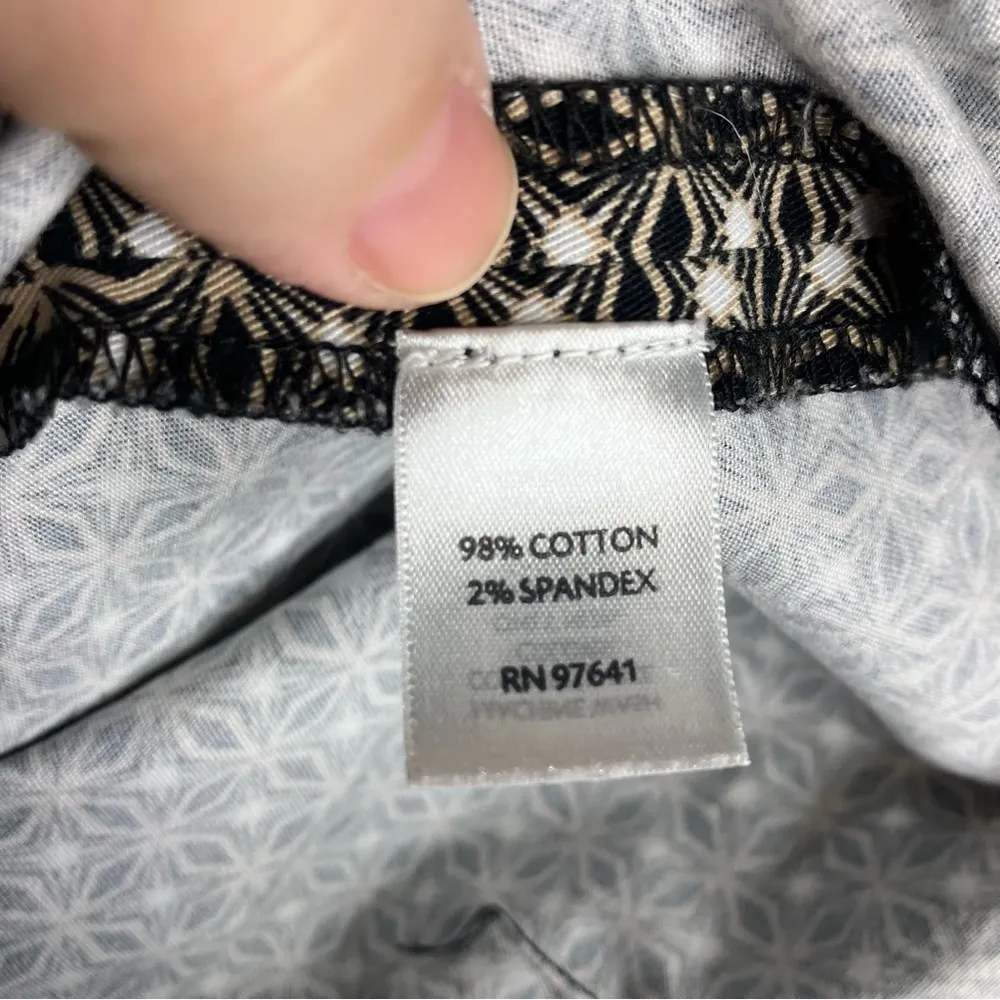 98% COTTON
2% SPANDEX
RN 97641